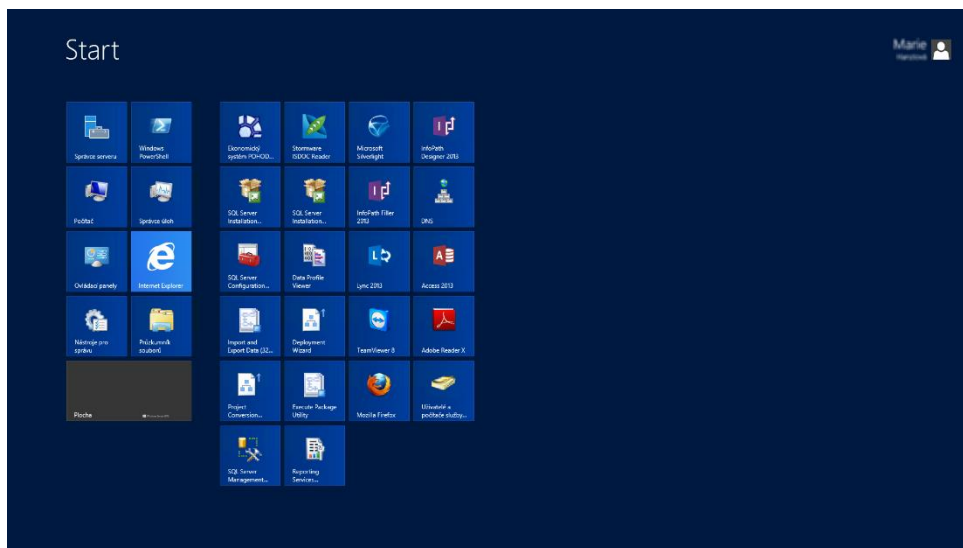 Start
Marie
Správce serveru
Windows
PowerShell
Ekonomický
systém POHOD...
Stormware
ISDOC Reader
Microsoft
Silverlight
InfoPath
Designer 2013
Počítač
Správce úloh
SQL Server
Installation...
SQL Server
Installation...
InfoPath Filler
2013
DNS
Ovládací panely
Internet Explorer
SQL Server
Configuration...
Data Profile
Viewer
Lync 2013
Access 2013
Nástroje pro
správu
Průzkumník
souborů
Import and
Export Data (32...
Deployment
Wizard
TeamViewer 8
Adobe Reader X
Plocha
Project
Conversion...
Execute Package
Utility
Mozilla Firefox
Uživatelé a
počítače služby...
SQL Server
Management...
Reporting
Services...